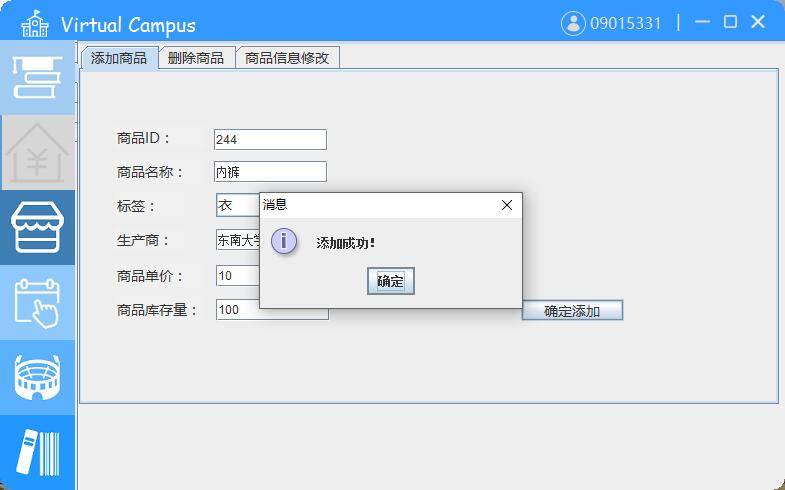 Virtual Campus
09015331
添加商品
删除商品
商品信息修改
商品ID：
244
商品名称：
内裤
标签：
衣
生产商：
东南大学
商品单价：
10
商品库存量：
100
消息
添加成功!
确定
确定添加